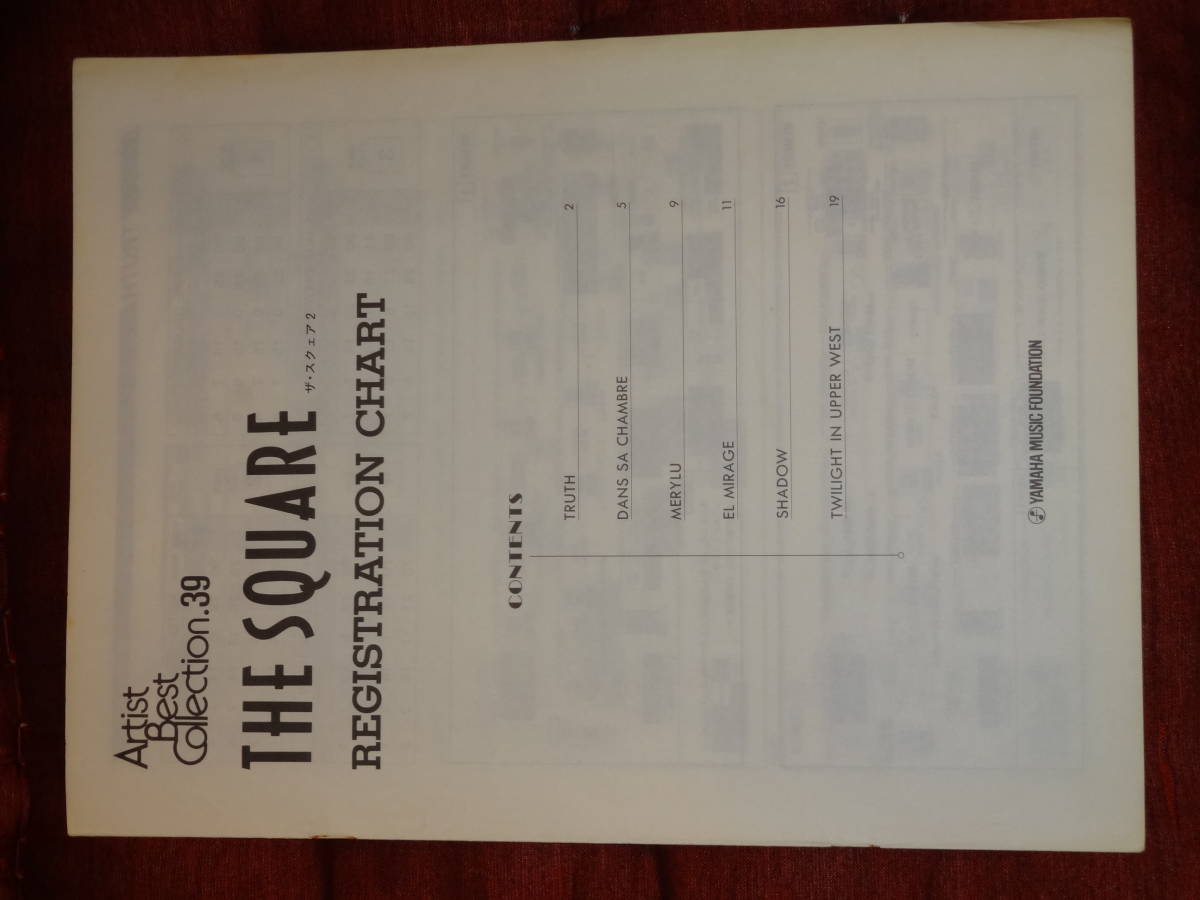 Artist
Best
Collection.39
THE SQUARE ザ・スクェア 2
REGISTRATION CHART
CONTENTS
TRUTH 2
DANS SA CHAMBRE 5
MERYLU 9
EL MIRAGE 11
SHADOW 16
TWILIGHT IN UPPER WEST 19
YAMAHA MUSIC FOUNDATION